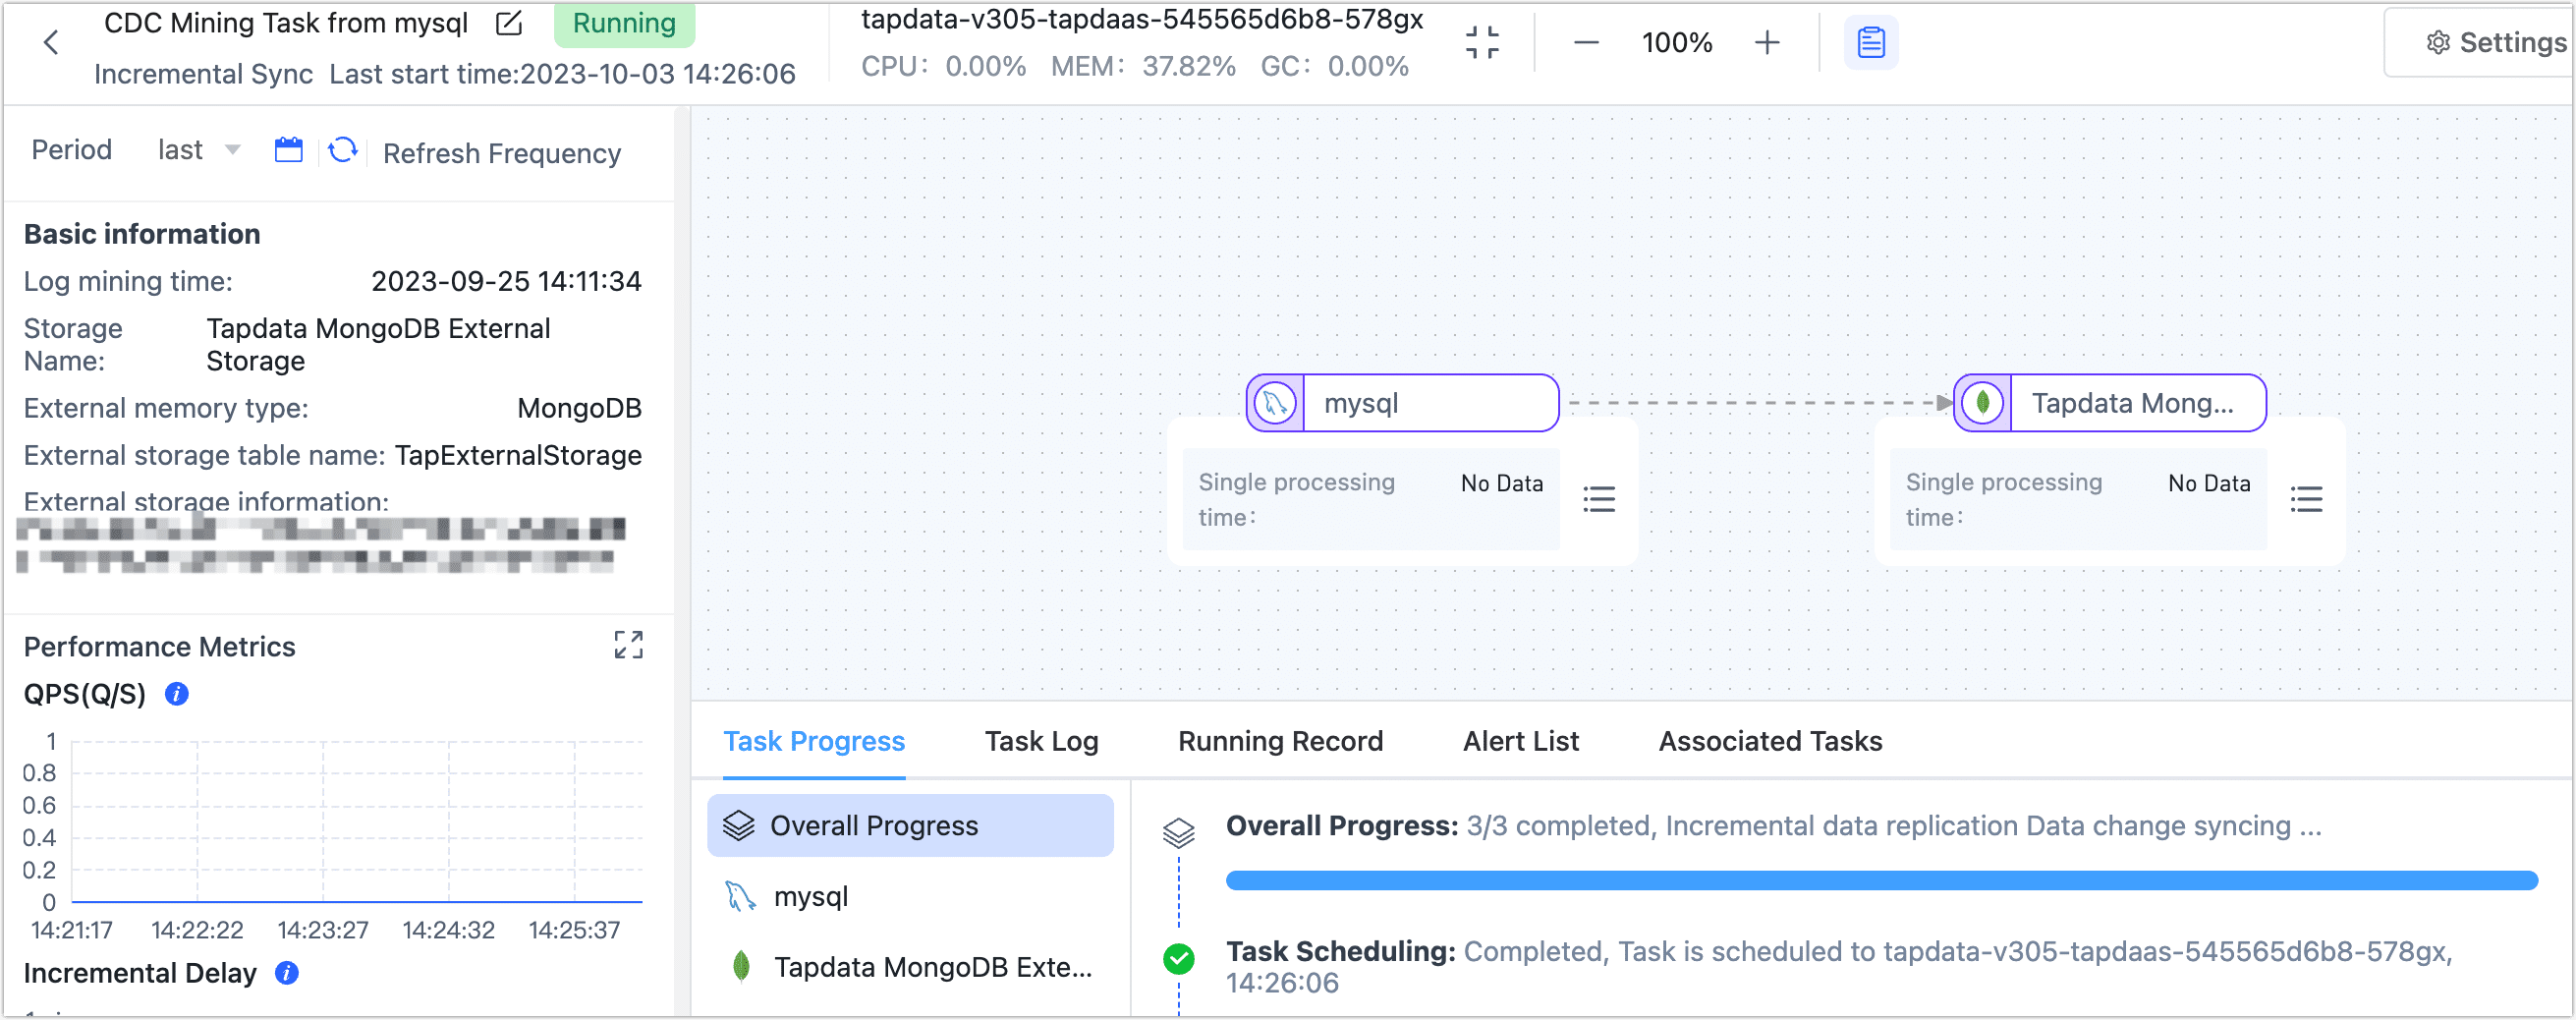 CDC Mining Task from mysql Running
Incremental Sync Last start time:2023-10-03 14:26:06
tapdata-v305-tapdaas-545565d6b8-578gx
CPU: 0.00% MEM: 37.82% GC: 0.00%
100%
Settings
Period last Refresh Frequency
Basic information
Log mining time: 2023-09-25 14:11:34
Storage Name: Tapdata MongoDB External Storage
External memory type: MongoDB
External storage table name: TapExternalStorage
External storage information:
Performance Metrics
QPS(Q/S)
1
0.8
0.6
0.4
0.2
0
14:21:17 14:22:22 14:23:27 14:24:32 14:25:37
Incremental Delay
mysql
Single processing time: No Data
Tapdata Mong...
Single processing time: No Data
Task Progress Task Log Running Record Alert List Associated Tasks
Overall Progress
mysql
Tapdata MongoDB Exte...
Overall Progress: 3/3 completed, Incremental data replication Data change syncing ...
Task Scheduling: Completed, Task is scheduled to tapdata-v305-tapdaas-545565d6b8-578gx,
14:26:06